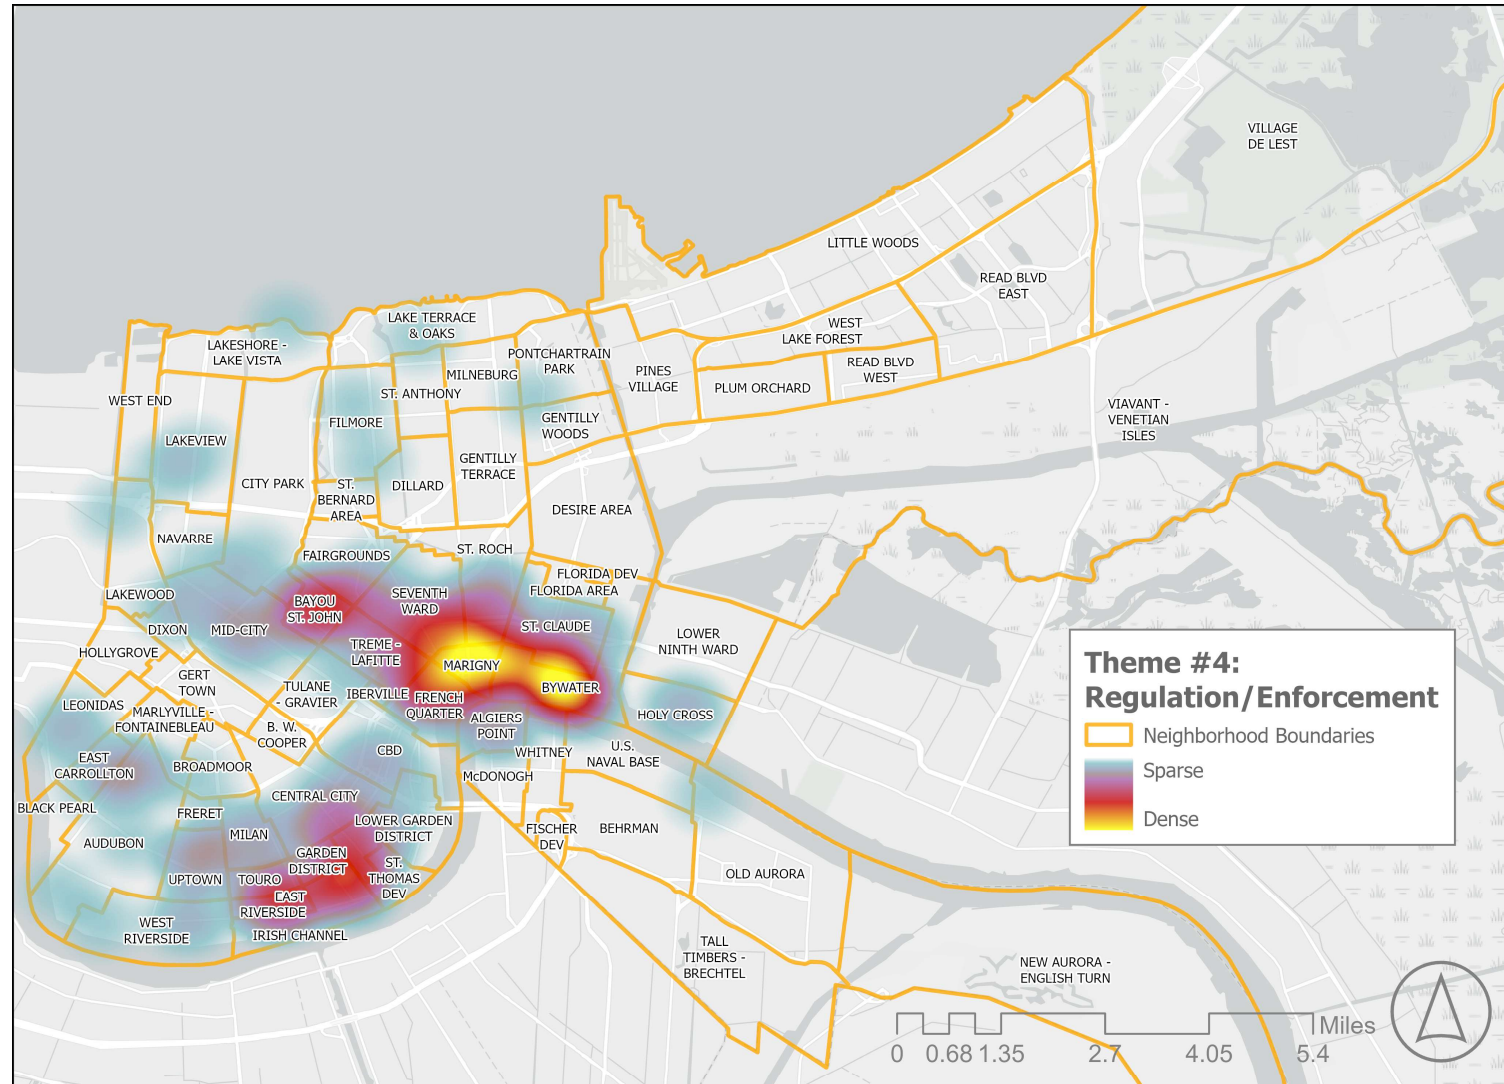 VILLAGE
DE LEST
LITTLE WOODS
READ BLVD
EAST
LAKE TERRACE
& OAKS
WEST
LAKE FOREST
LAKESHORE -
LAKE VISTA
PONTCHARTRAIN
PARK
MILNEBURG
PINES
VILLAGE
READ BLVD
WEST
PLUM ORCHARD
ST. ANTHONY
WEST END
FILMORE
GENTILLY
WOODS
VIAVANT -
VENETIAN
ISLES
LAKEVIEW
GENTILLY
TERRACE
CITY PARK
ST.
BERNARD
AREA
DILLARD
DESIRE AREA
NAVARRE
FAIRGROUNDS
ST. ROCH
FLORIDA DEV
FLORIDA AREA
LAKEWOOD
SEVENTH
WARD
BAYOU
ST. JOHN
DIXON
MID-CITY
ST. CLAUDE
LOWER
NINTH WARD
HOLLYGROVE
TREME -
LAFITTE
MARIGNY
GERT
TOWN
TULANE
- GRAVIER
IBERVILLE
FRENCH
QUARTER
BYWATER
LEONIDAS
MARLYVILLE -
FONTAINEBLEAU
B. W.
COOPER
ALGIERS
POINT
HOLY CROSS
CBD
WHITNEY
U.S.
NAVAL BASE
EAST
CARROLLTON
BROADMOOR
McDONOGH
BLACK PEARL
CENTRAL CITY
FRERET
LOWER GARDEN
DISTRICT
AUDUBON
MILAN
FISCHER
DEV
BEHRMAN
GARDEN
DISTRICT
ST.
THOMAS
DEV
UPTOWN
TOURO
OLD AURORA
EAST
RIVERSIDE
WEST
RIVERSIDE
IRISH CHANNEL
TALL
TIMBERS -
BRECHTEL
NEW AURORA -
ENGLISH TURN
Theme #4:
Regulation/Enforcement
Neighborhood Boundaries
Sparse
Dense
Miles
0 0.68 1.35 2.7 4.05 5.4